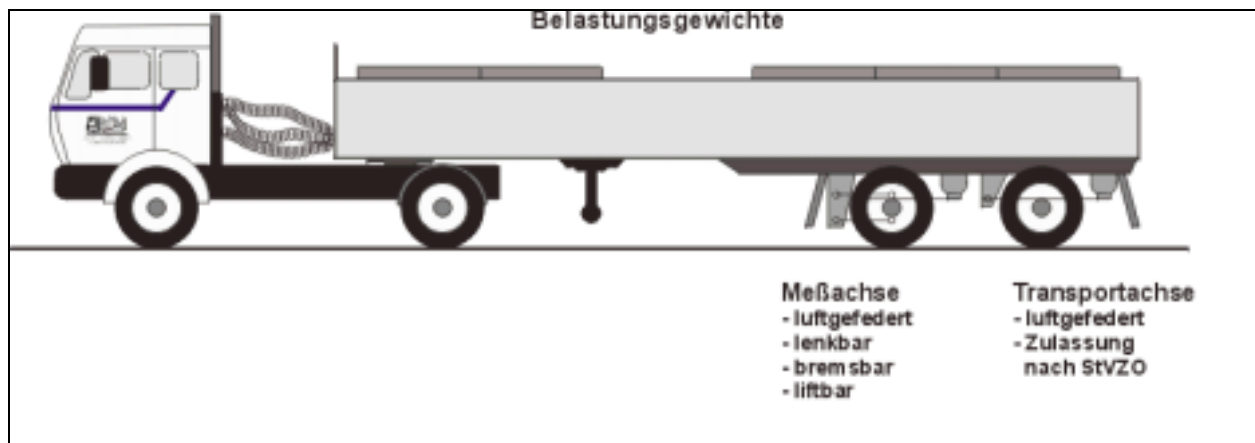 Belastungsgewichte
Meßachse
- luftgefedert
- lenkbar
- bremsbar
- liftbar
Transportachse
- luftgefedert
- Zulassung
nach StVZO